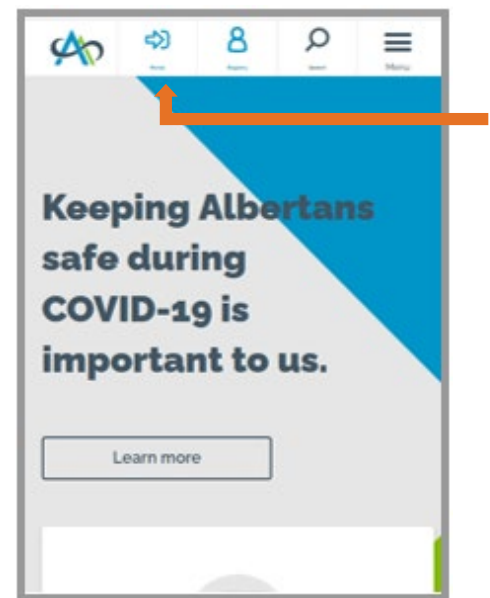 Menu
Keeping Albertans
safe during
COVID-19 is
important to us.
Learn more